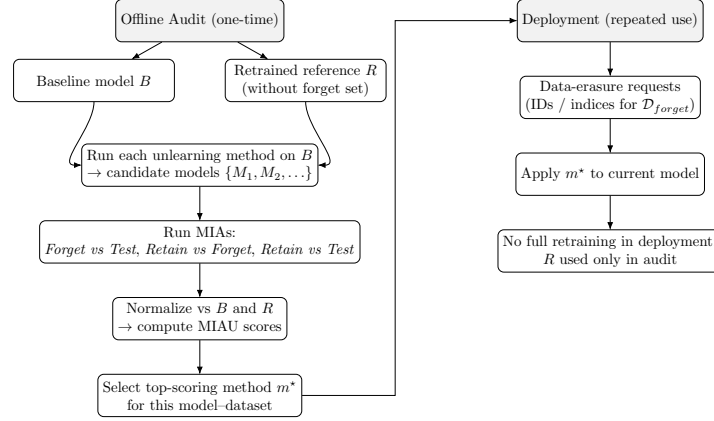 Offline Audit (one-time)
Baseline model B
Retrained reference R
(without forget set)
Run each unlearning method on B
→ candidate models {M₁, M₂, …}
Run MIAs:
Forget vs Test, Retain vs Forget, Retain vs Test
Normalize vs B and R
→ compute MIAU scores
Select top-scoring method m⋆
for this model–dataset
Deployment (repeated use)
Data-erasure requests
(IDs / indices for 𝒟_forget)
Apply m⋆ to current model
No full retraining in deployment
R used only in audit